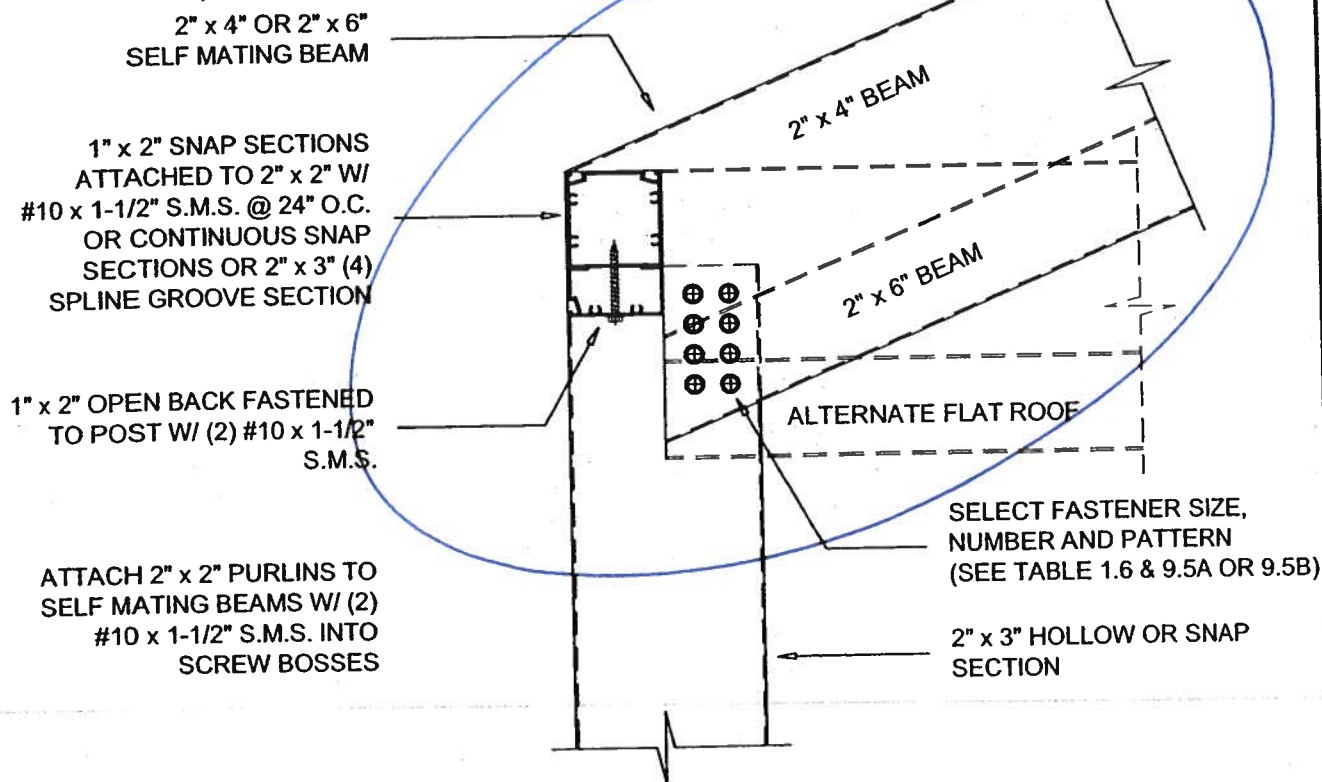 2" x 4" OR 2" x 6"
SELF MATING BEAM
1" x 2" SNAP SECTIONS
ATTACHED TO 2" x 2" W/
#10 x 1-1/2" S.M.S. @ 24" O.C.
OR CONTINUOUS SNAP
SECTIONS OR 2" x 3" (4)
SPLINE GROOVE SECTION
1" x 2" OPEN BACK FASTENED
TO POST W/ (2) #10 x 1-1/2"
S.M.S.
ATTACH 2" x 2" PURLINS TO
SELF MATING BEAMS W/ (2)
#10 x 1-1/2" S.M.S. INTO
SCREW BOSSES
2" x 4" BEAM
2" x 6" BEAM
ALTERNATE FLAT ROOF
SELECT FASTENER SIZE,
NUMBER AND PATTERN
(SEE TABLE 1.6 & 9.5A OR 9.5B)
2" x 3" HOLLOW OR SNAP
SECTION